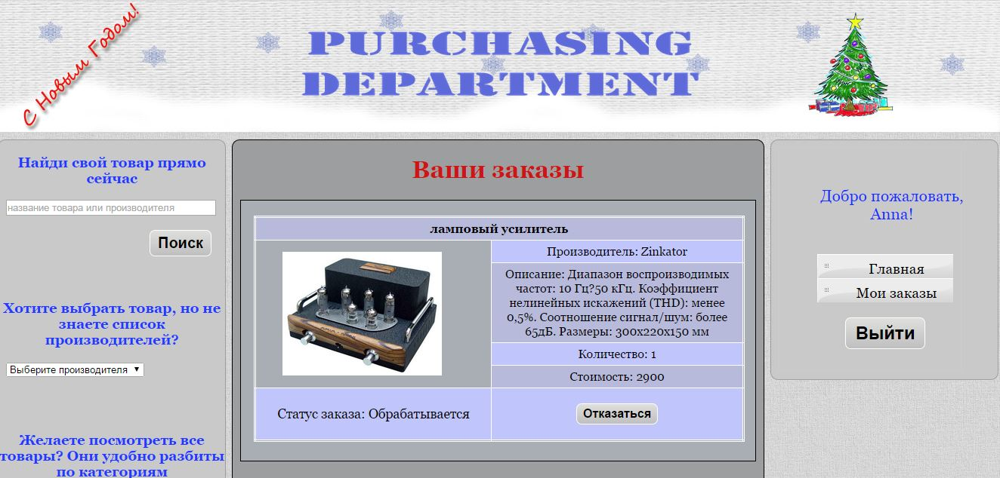 С Новым Годом!
PURCHASING
DEPARTMENT
Найди свой товар прямо
сейчас
название товара или производителя
Поиск
Хотите выбрать товар, но не
знаете список
производителей?
Выберите производителя
Желаете посмотреть все
товары? Они удобно разбиты
по категориям
Ваши заказы
ламповый усилитель
Производитель: Zinkator
Описание: Диапазон воспроизводимых
частот: 10 Гц?50 кГц. Коэффициент
нелинейных искажений (THD): менее
0,5%. Соотношение сигнал/шум: более
65дБ. Размеры: 300х220х150 мм
Количество: 1
Стоимость: 2900
Статус заказа: Обрабатывается
Отказаться
Добро пожаловать,
Anna!
Главная
Мои заказы
Выйти